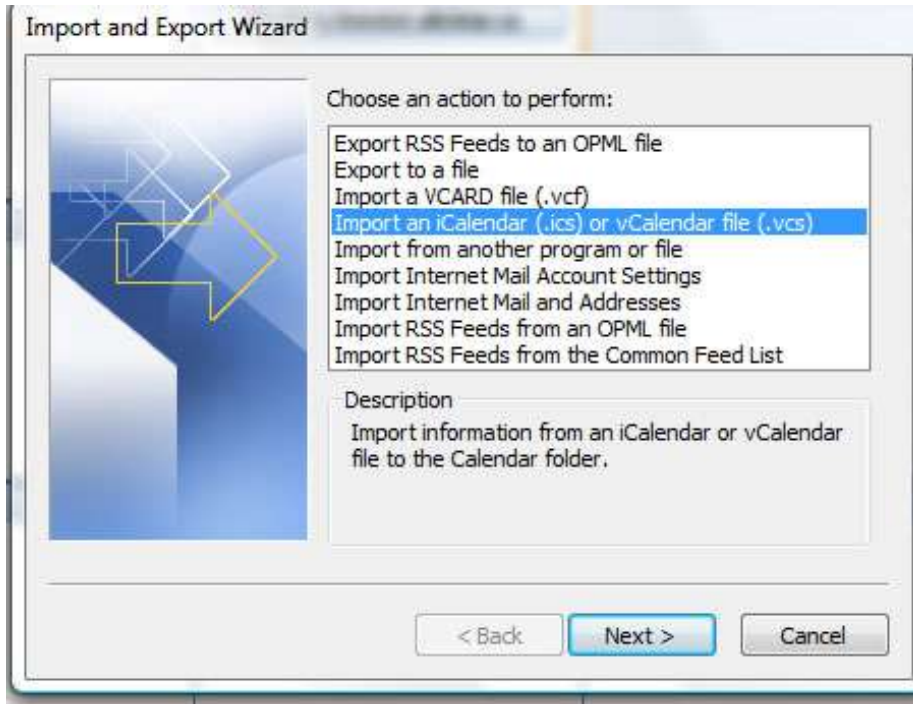 Import and Export Wizard
Choose an action to perform:
Export RSS Feeds to an OPML file
Export to a file
Import a VCARD file (.vcf)
Import an iCalendar (.ics) or vCalendar file (.vcs)
Import from another program or file
Import Internet Mail Account Settings
Import Internet Mail and Addresses
Import RSS Feeds from an OPML file
Import RSS Feeds from the Common Feed List
Description
Import information from an iCalendar or vCalendar
file to the Calendar folder.
< Back
Next >
Cancel